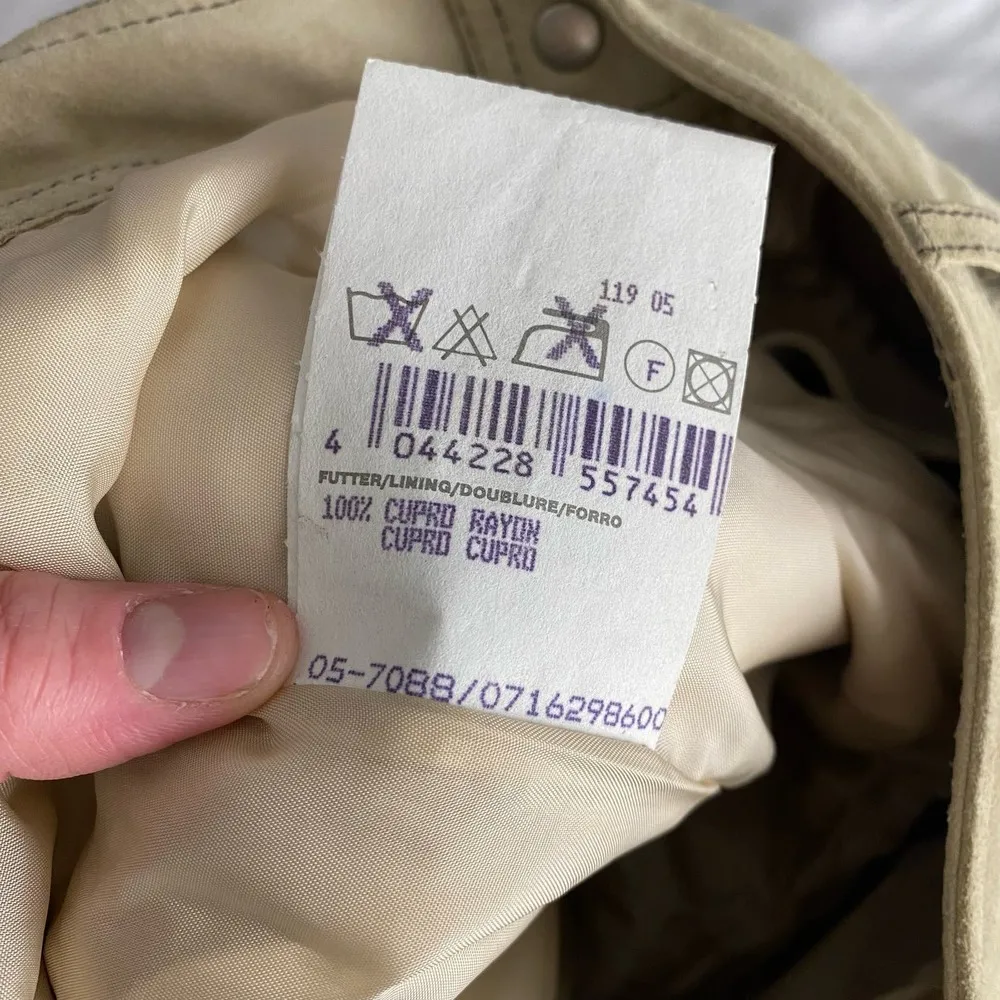 119 05
F
4 044228 557454
FUTTER/LINING/DOUBLURE/FORRO
100% CUPRO RAYON
CUPRO CUPRO
05-7088/0716298600